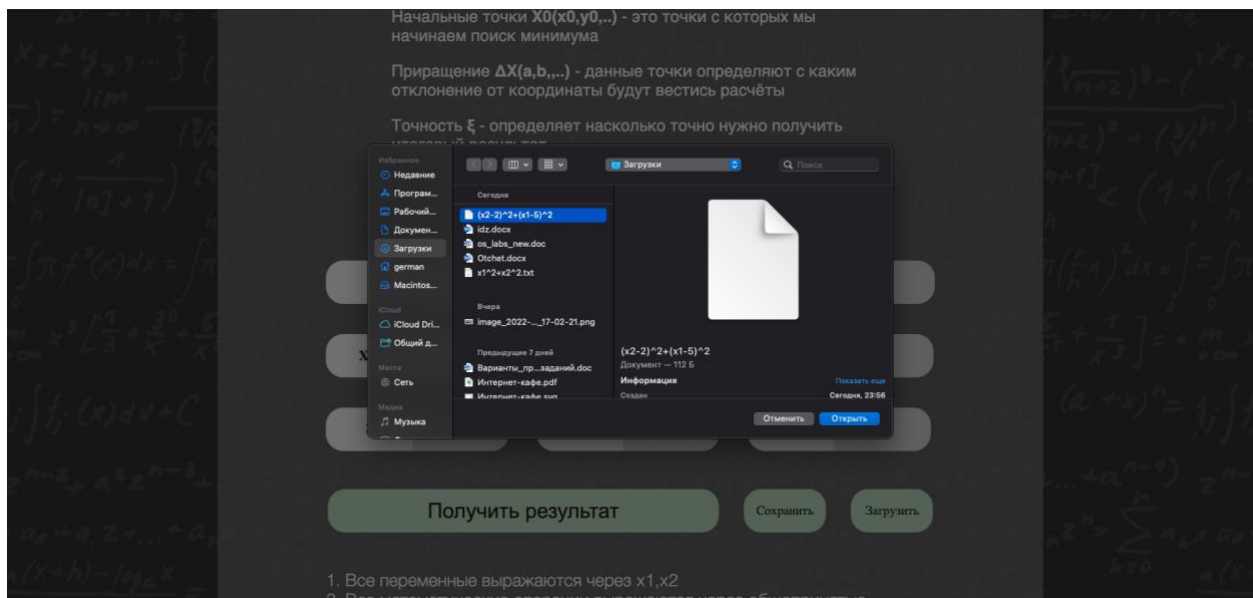 Начальные точки X0(x0,y0,..) - это точки с которых мы
начинаем поиск минимума
Приращение ΔX(a,b,,..) - данные точки определяют с каким
отклонение от координаты будут вестись расчёты
Точность ξ - определяет насколько точно нужно получить
итоговый результат
Избранное
Недавние
Програм...
Рабочий...
Докумен...
Загрузки
german
Macintos...
iCloud
iCloud Dri...
Общий д...
Места
Сеть
Медиа
Музыка
Загрузки
Поиск
Сегодня
(x2-2)^2+(x1-5)^2
idz.docx
os_labs_new.doc
Otchet.docx
x1^2+x2^2.txt
Вчера
image_2022-..._17-02-21.png
Предыдущие 7 дней
Варианты_пр...заданий.doc
Интернет-кафе.pdf
Интернет-кафе.svg
(x2-2)^2+(x1-5)^2
Документ — 112 Б
Информация
Показать еще
Создан
Сегодня, 23:56
Отменить
Открыть
Получить результат
Сохранить
Загрузить
1. Все переменные выражаются через x1,x2